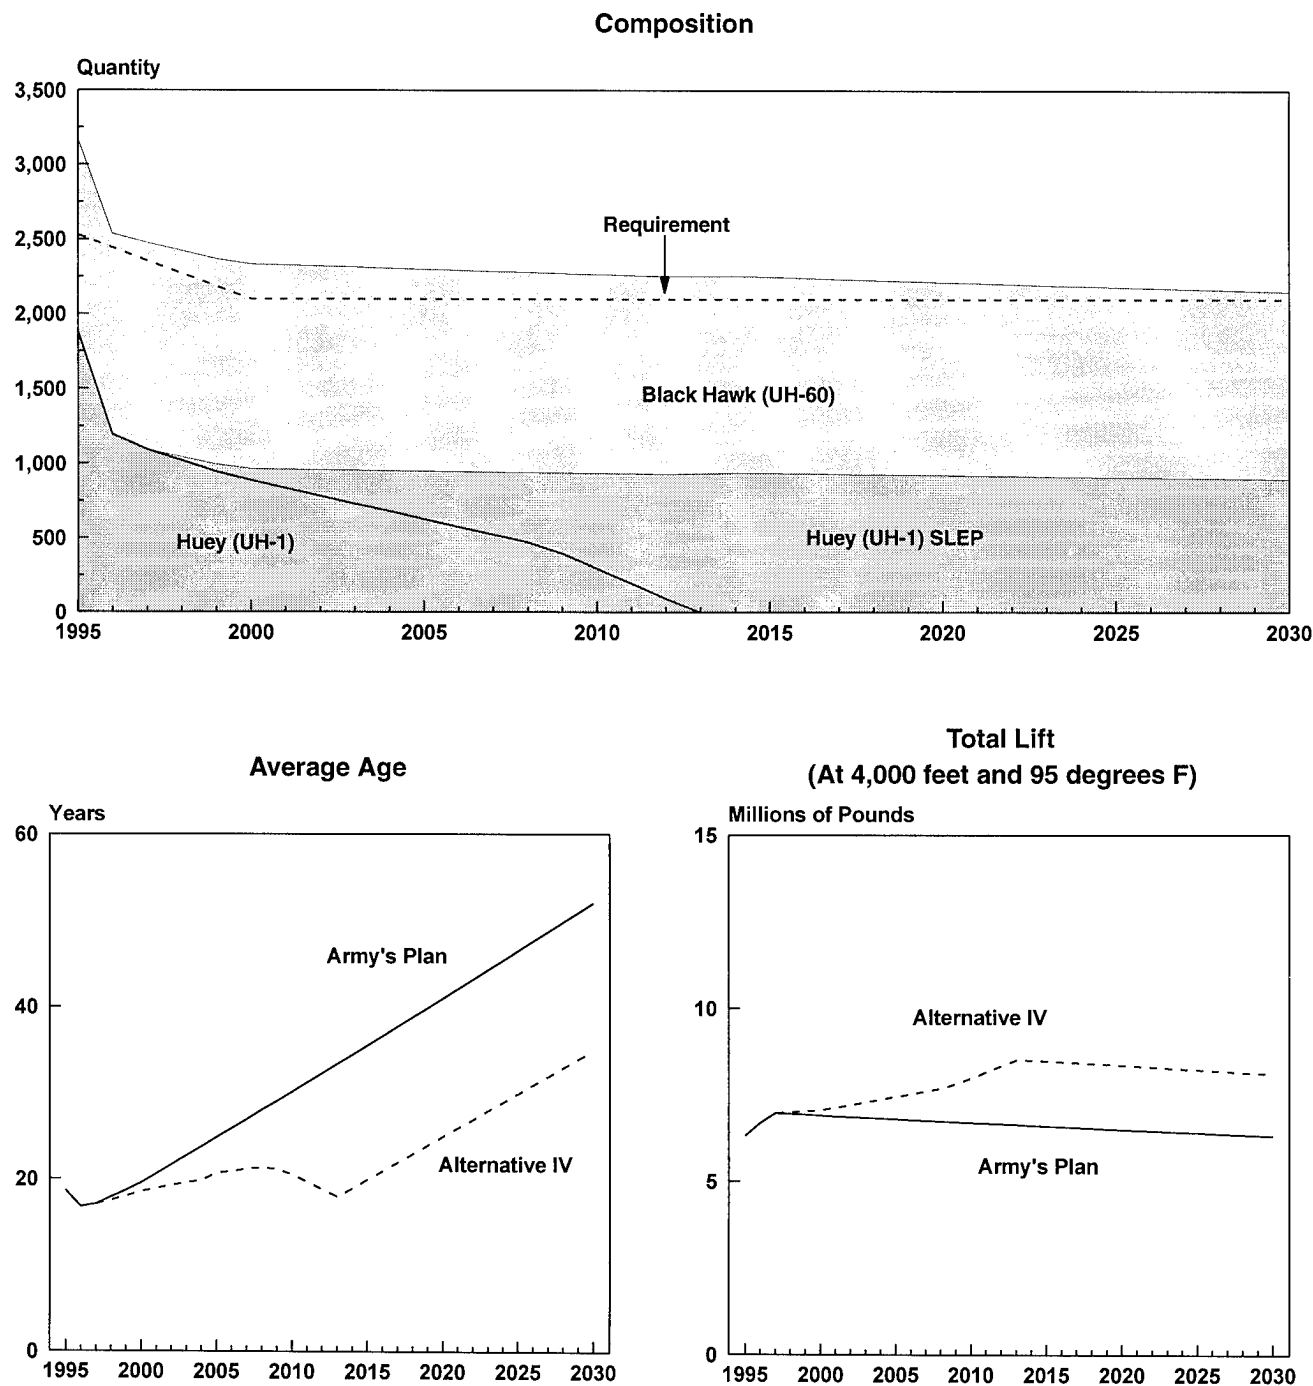 Composition
Quantity
3,500
3,000
2,500
2,000
1,500
1,000
500
0
Requirement
Black Hawk (UH-60)
Huey (UH-1)
Huey (UH-1) SLEP
1995 2000 2005 2010 2015 2020 2025 2030
Average Age
Years
60
40
20
0
Army's Plan
Alternative IV
1995 2000 2005 2010 2015 2020 2025 2030
Total Lift
(At 4,000 feet and 95 degrees F)
Millions of Pounds
15
10
5
0
Alternative IV
Army's Plan
1995 2000 2005 2010 2015 2020 2025 2030